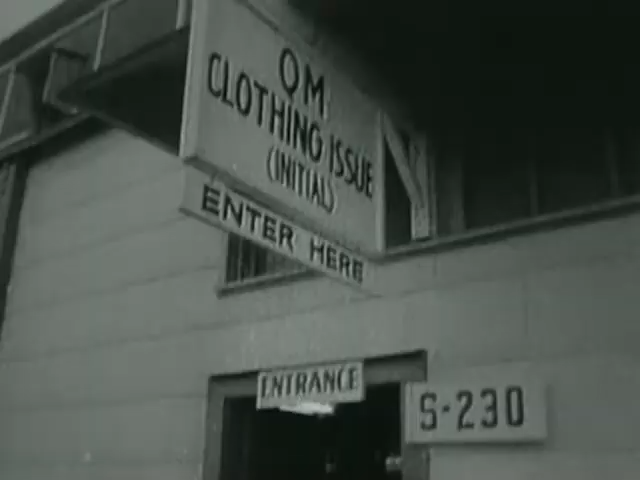 QM
CLOTHING ISSUE
(INITIAL)
ENTER HERE
ENTRANCE
S-230